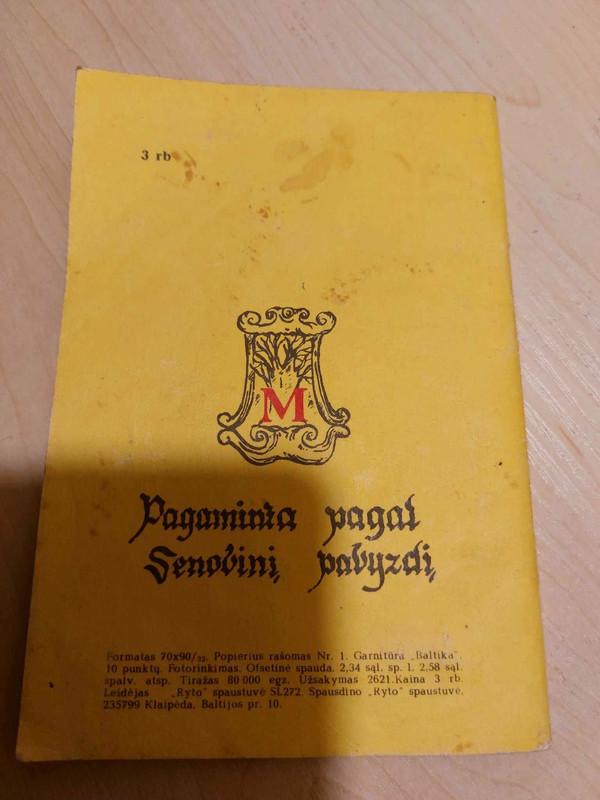 3 rb
M
Pagaminta pagal
Senobinį pavyzdį
Formatas 70x90/32. Popierius rašomas Nr. 1. Garnitūra „Baltika".
10 punktų. Fotorinkimas. Ofsetinė spauda. 2,34 sąl. sp. l. 2,58 sąl.
spalv. atsp. Tiražas 80 000 egz. Užsakymas 2621.Kaina 3 rb.
Leidėjas „Ryto" spaustuvė SL272. Spausdino „Ryto" spaustuvė,
235799 Klaipėda, Baltijos pr. 10.